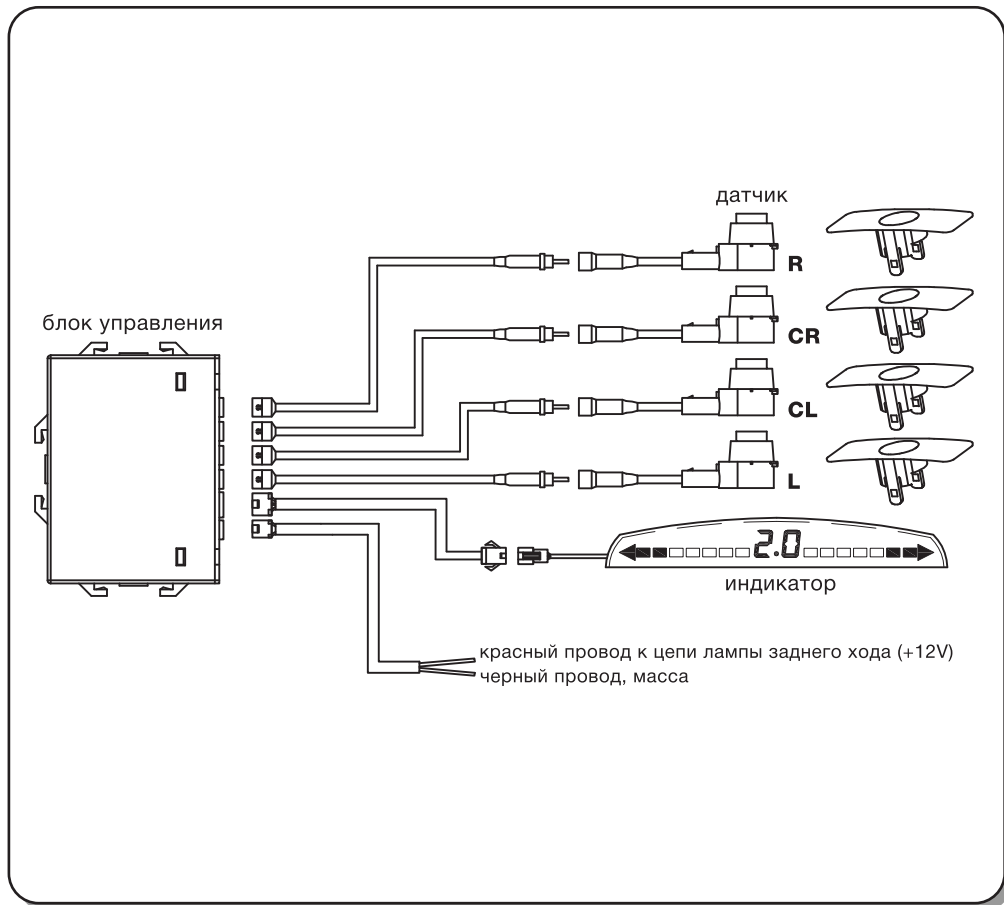 датчик
R
блок управления
CR
CL
L
2.0
индикатор
красный провод к цепи лампы заднего хода (+12V)
черный провод, масса